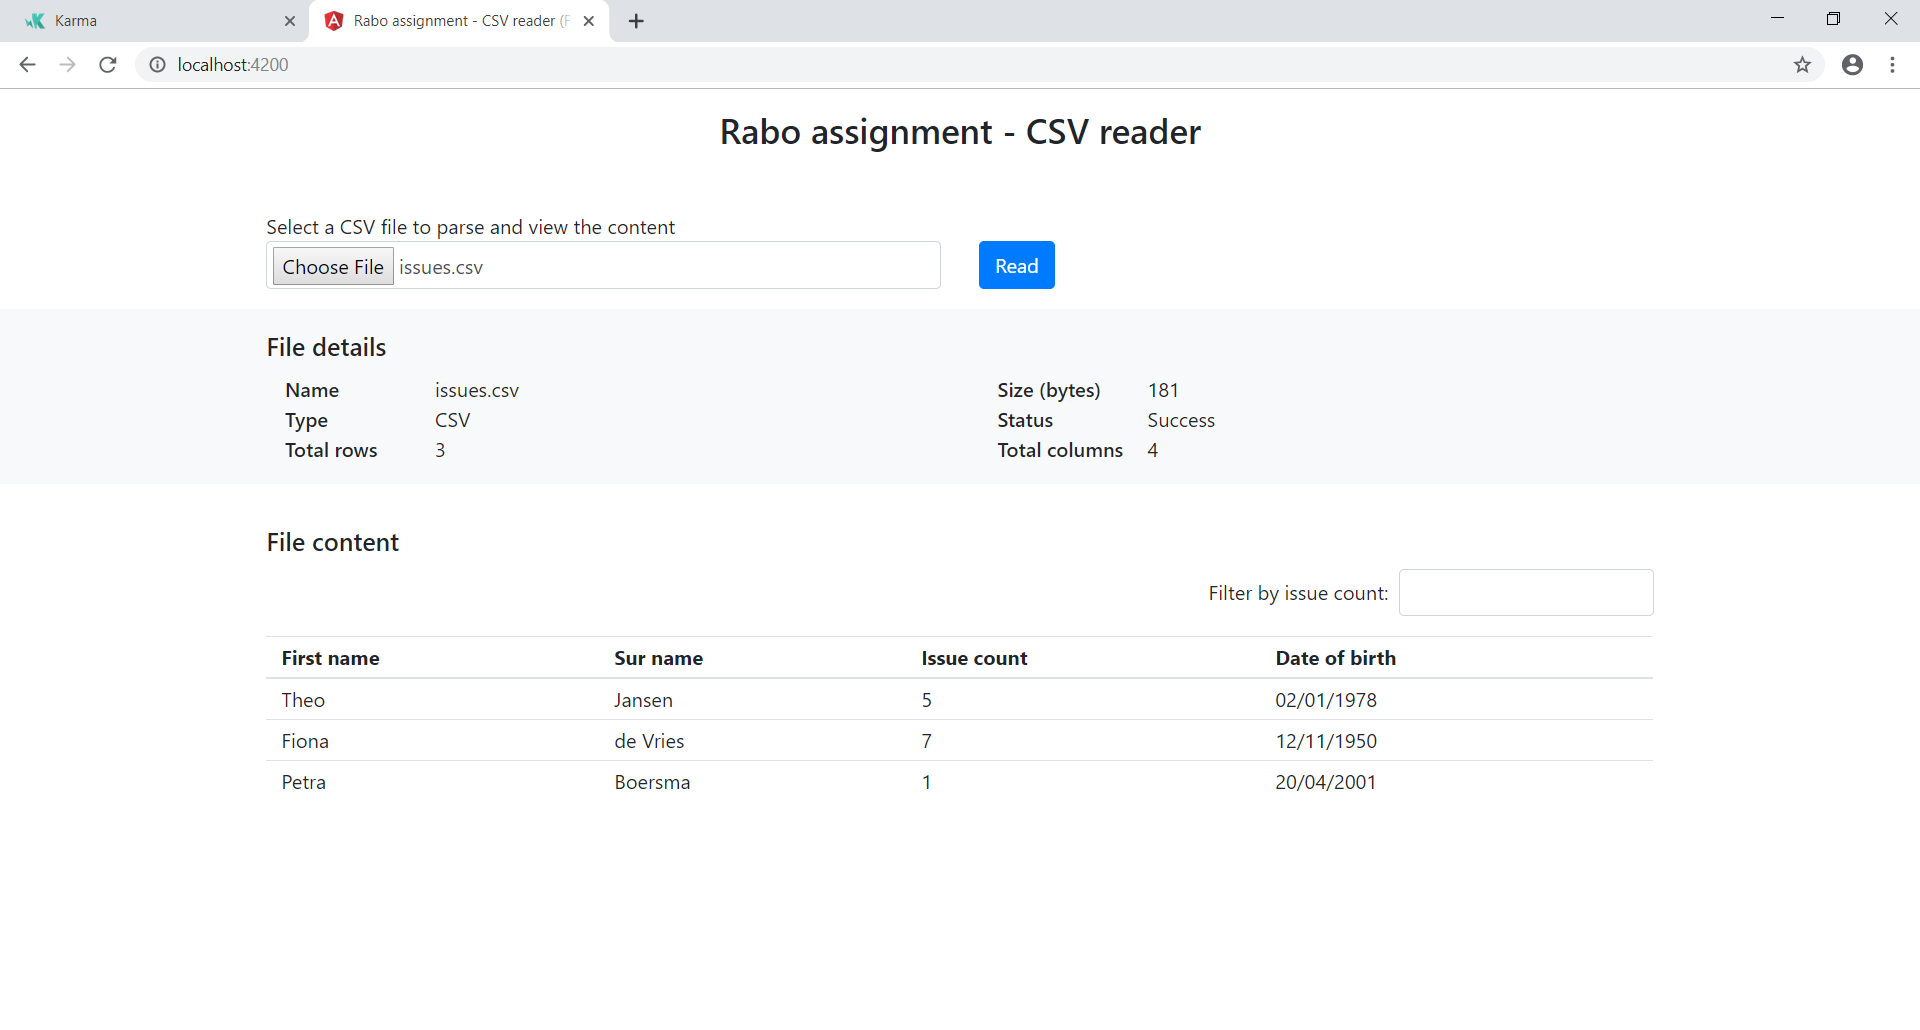 Karma
Rabo assignment - CSV reader (F
localhost:4200
Rabo assignment - CSV reader
Select a CSV file to parse and view the content
Choose File issues.csv
Read
File details
Name issues.csv Size (bytes) 181
Type CSV Status Success
Total rows 3 Total columns 4
File content
Filter by issue count:
First name Sur name Issue count Date of birth
Theo Jansen 5 02/01/1978
Fiona de Vries 7 12/11/1950
Petra Boersma 1 20/04/2001